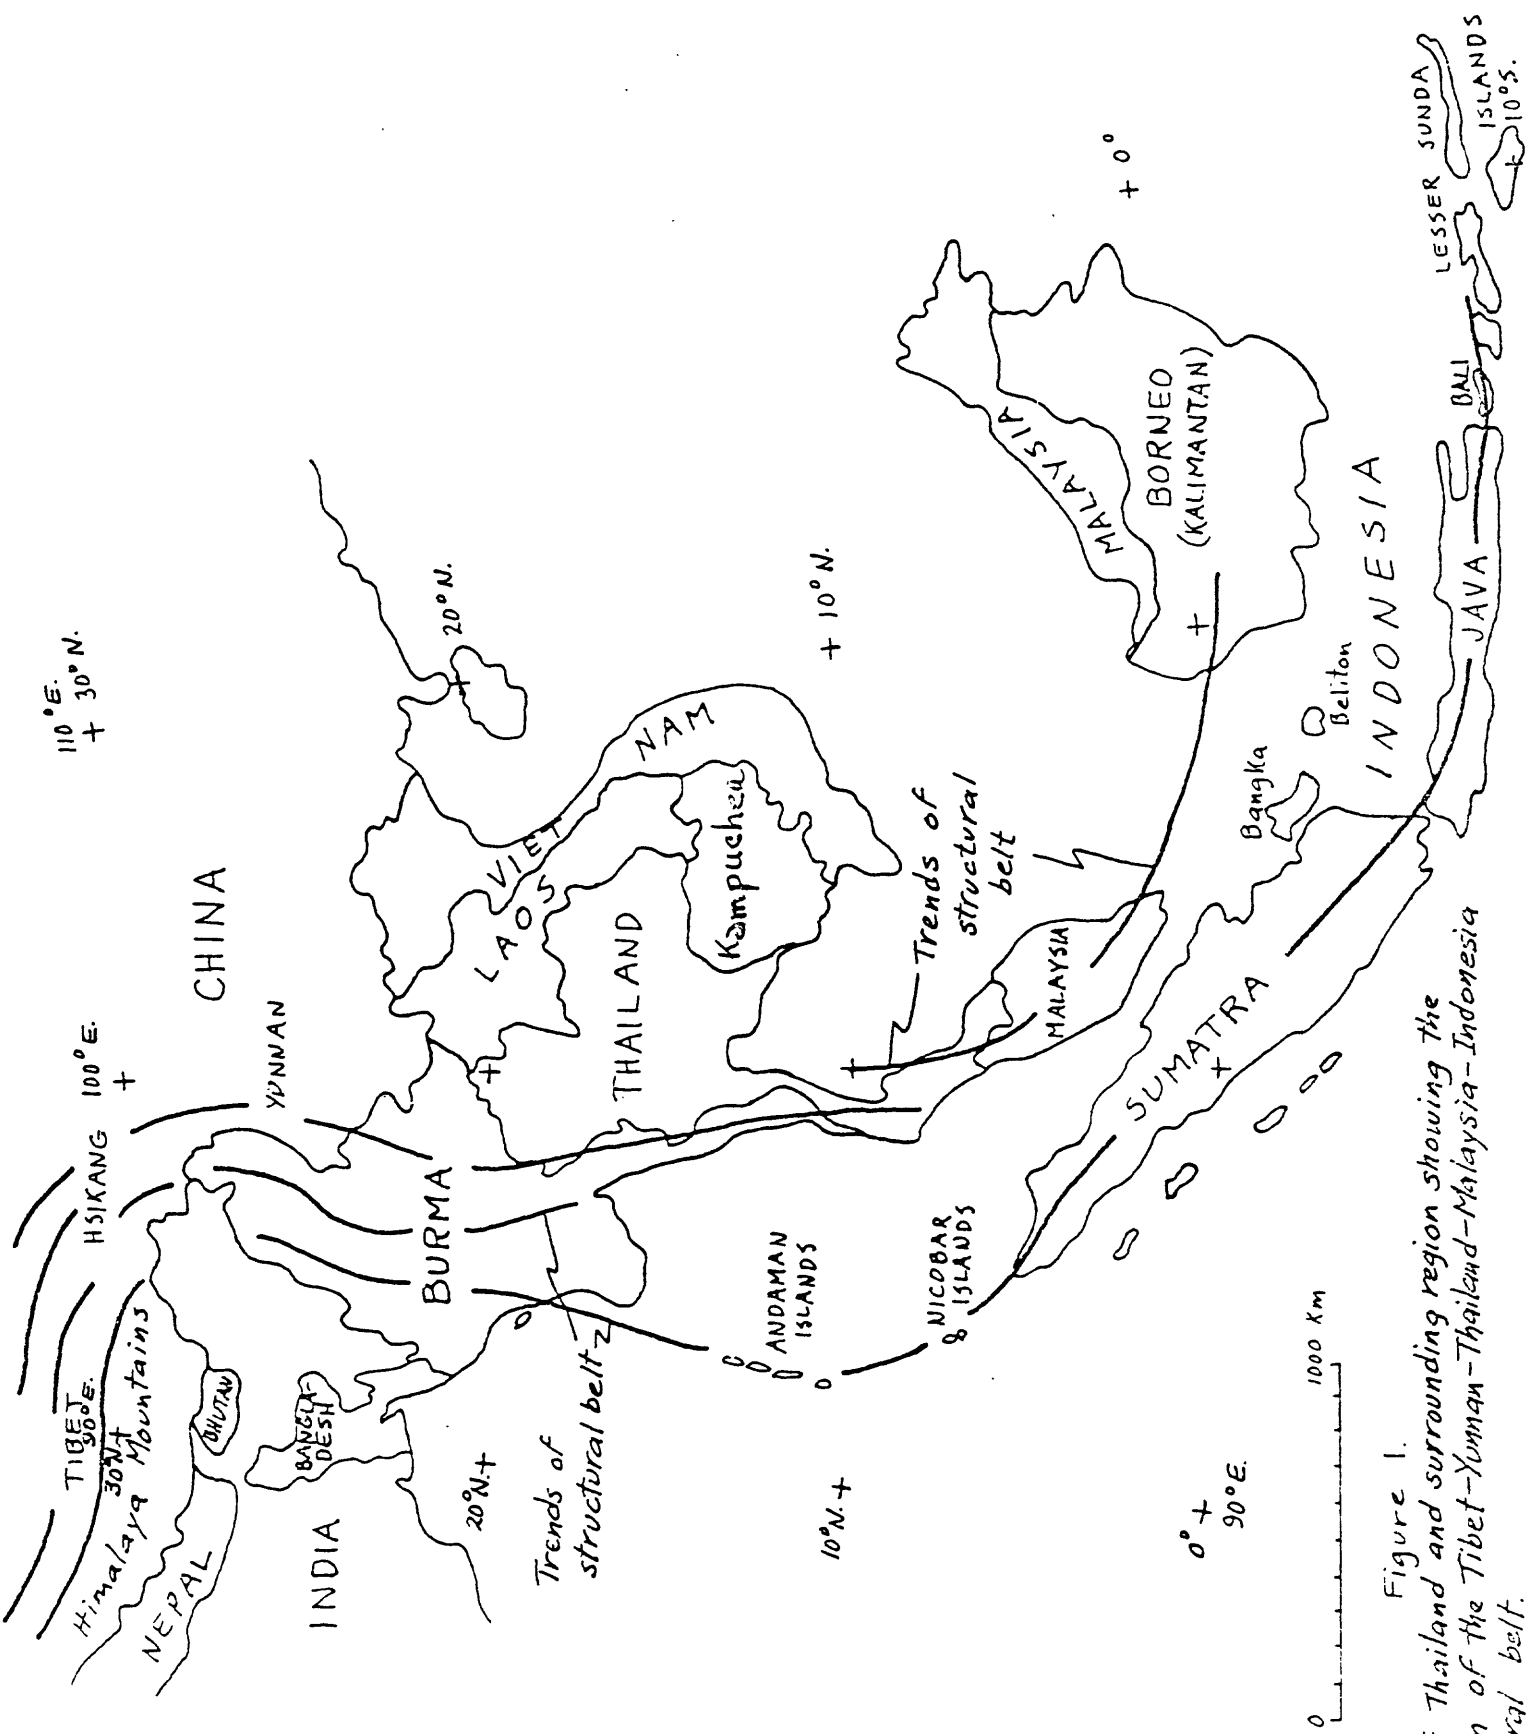 110°E.
+ 30°N.
100°E.
+
CHINA
YUNNAN
HSIKANG
TIBET
90°E.
30°N+
Himalaya Mountains
NEPAL
BHUTAN
BANGLA-
DESH
INDIA
BURMA
20°N.
VIET NAM
LAOS
THAILAND
Kampuchea
20°N.+
Trends of
structural belt
+ 10°N.
ANDAMAN
ISLANDS
NICOBAR
ISLANDS
10°N.+
Trends of
structural
belt
MALAYSIA
MALAYSIA
BORNEO
(KALIMANTAN)
+ 0°
SUMATRA
Bangka
Beliton
INDONESIA
JAVA
BALI
LESSER SUNDA
ISLANDS
10°S.
0° +
90°E.
0 1000 Km
Figure 1.
: Thailand and surrounding region showing the
of the Tibet-Yunnan-Thailand-Malaysia-Indonesia
belt.